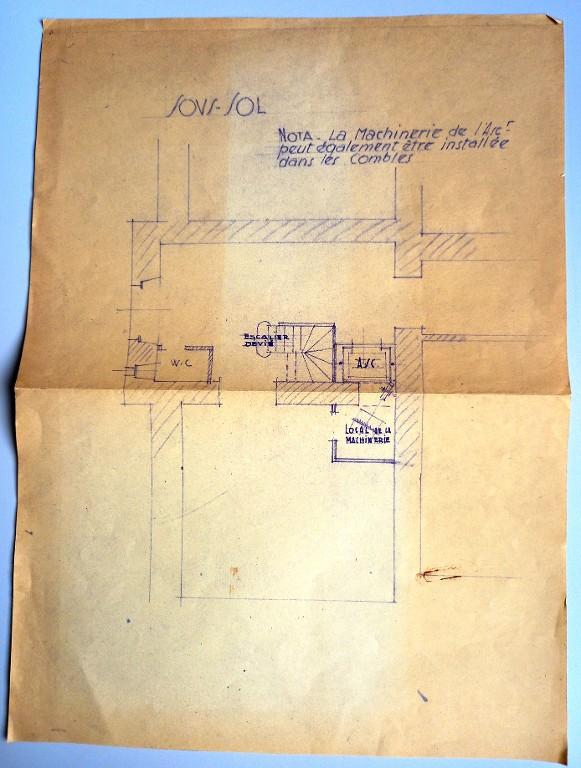 SOUS-SOL
NOTA - La Machinerie de l'Asc.r
peut également être installée
dans les Combles
ESCALIER
DEVIÉ
W.C
A/C.
LOCAL DE LA
MACHINERIE